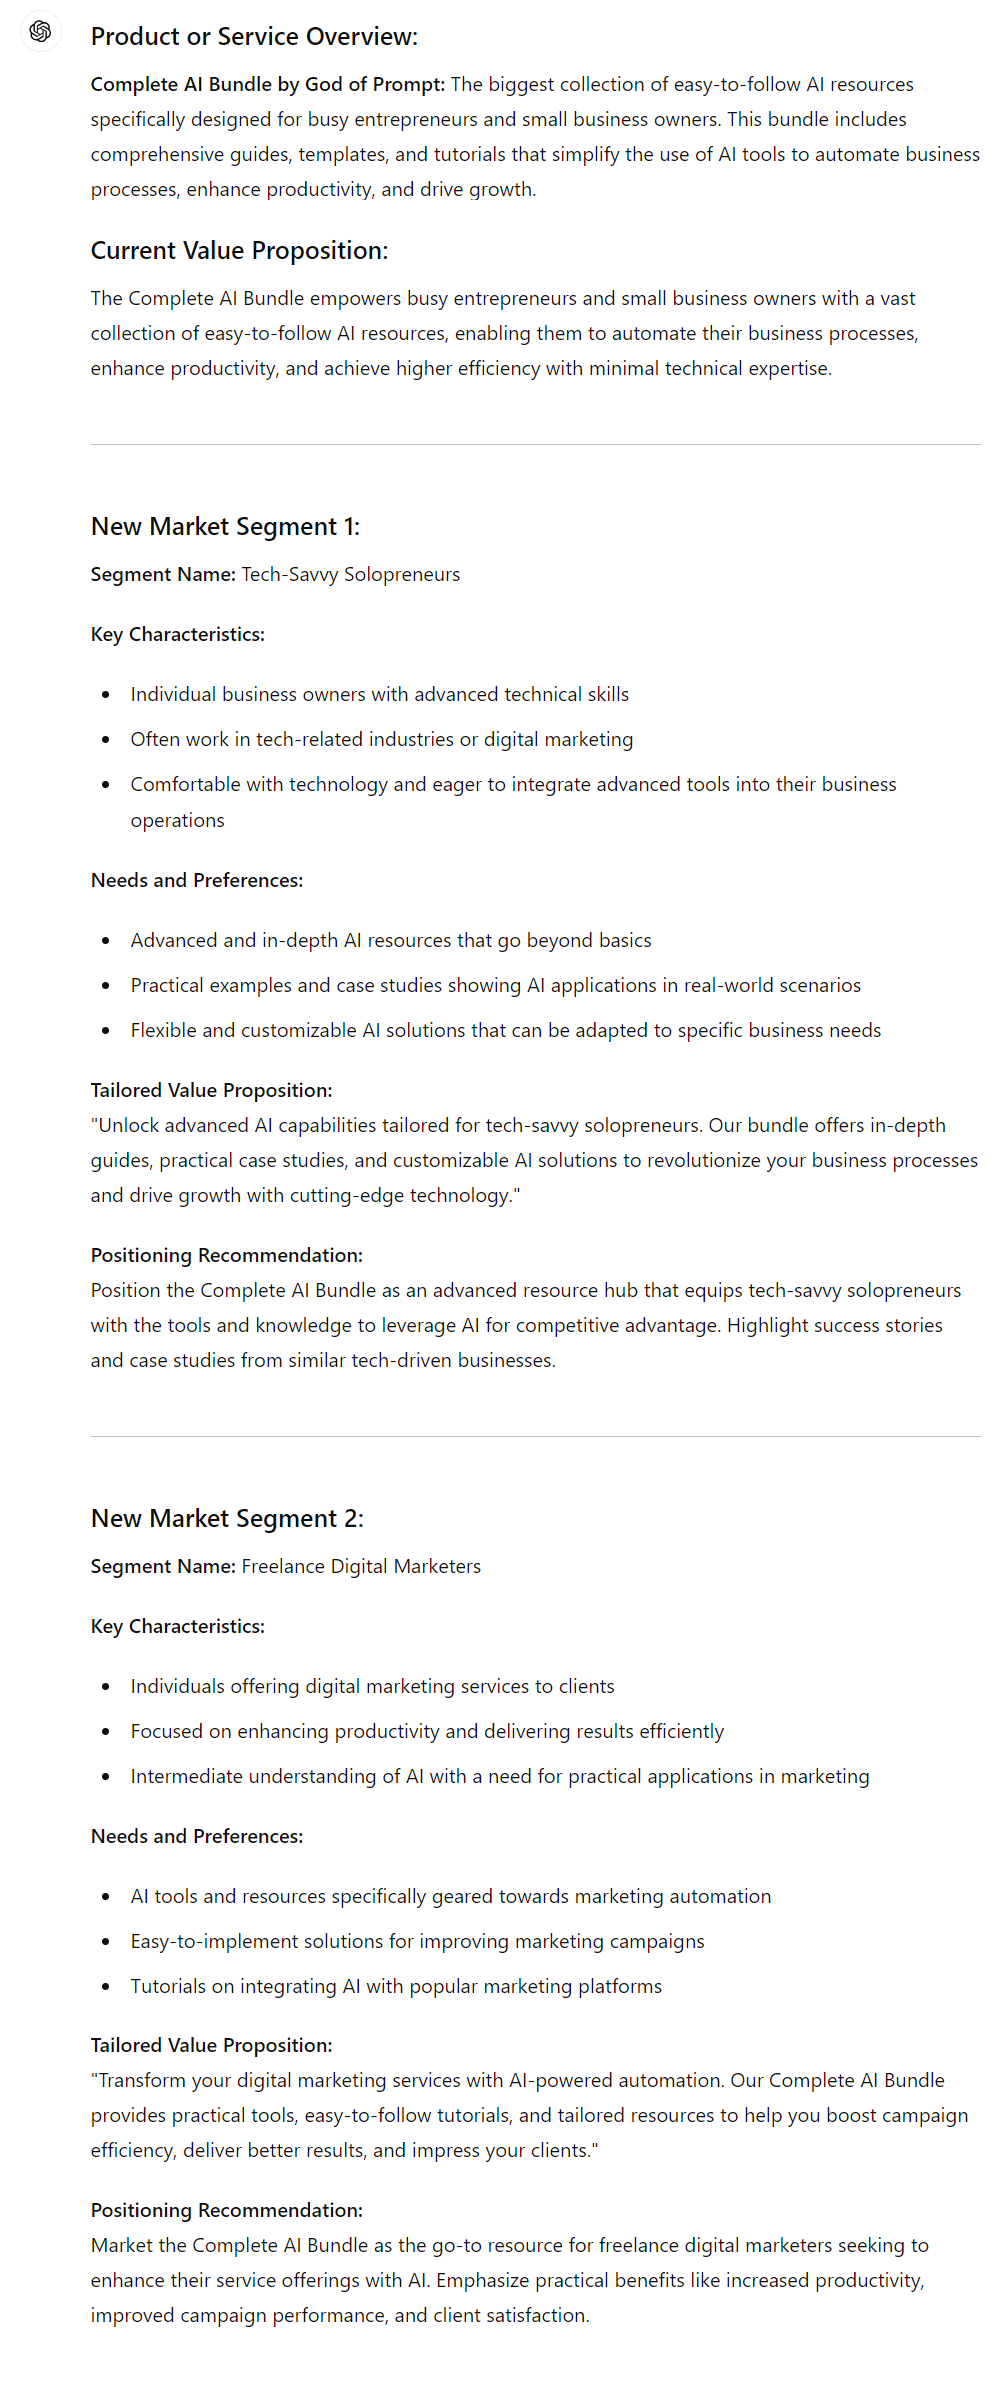 Product or Service Overview:
Complete AI Bundle by God of Prompt: The biggest collection of easy-to-follow AI resources
specifically designed for busy entrepreneurs and small business owners. This bundle includes
comprehensive guides, templates, and tutorials that simplify the use of AI tools to automate business
processes, enhance productivity, and drive growth.
Current Value Proposition:
The Complete AI Bundle empowers busy entrepreneurs and small business owners with a vast
collection of easy-to-follow AI resources, enabling them to automate their business processes,
enhance productivity, and achieve higher efficiency with minimal technical expertise.
New Market Segment 1:
Segment Name: Tech-Savvy Solopreneurs
Key Characteristics:
• Individual business owners with advanced technical skills
• Often work in tech-related industries or digital marketing
• Comfortable with technology and eager to integrate advanced tools into their business
operations
Needs and Preferences:
• Advanced and in-depth AI resources that go beyond basics
• Practical examples and case studies showing AI applications in real-world scenarios
• Flexible and customizable AI solutions that can be adapted to specific business needs
Tailored Value Proposition:
"Unlock advanced AI capabilities tailored for tech-savvy solopreneurs. Our bundle offers in-depth
guides, practical case studies, and customizable AI solutions to revolutionize your business processes
and drive growth with cutting-edge technology."
Positioning Recommendation:
Position the Complete AI Bundle as an advanced resource hub that equips tech-savvy solopreneurs
with the tools and knowledge to leverage AI for competitive advantage. Highlight success stories
and case studies from similar tech-driven businesses.
New Market Segment 2:
Segment Name: Freelance Digital Marketers
Key Characteristics:
• Individuals offering digital marketing services to clients
• Focused on enhancing productivity and delivering results efficiently
• Intermediate understanding of AI with a need for practical applications in marketing
Needs and Preferences:
• AI tools and resources specifically geared towards marketing automation
• Easy-to-implement solutions for improving marketing campaigns
• Tutorials on integrating AI with popular marketing platforms
Tailored Value Proposition:
"Transform your digital marketing services with AI-powered automation. Our Complete AI Bundle
provides practical tools, easy-to-follow tutorials, and tailored resources to help you boost campaign
efficiency, deliver better results, and impress your clients."
Positioning Recommendation:
Market the Complete AI Bundle as the go-to resource for freelance digital marketers seeking to
enhance their service offerings with AI. Emphasize practical benefits like increased productivity,
improved campaign performance, and client satisfaction.